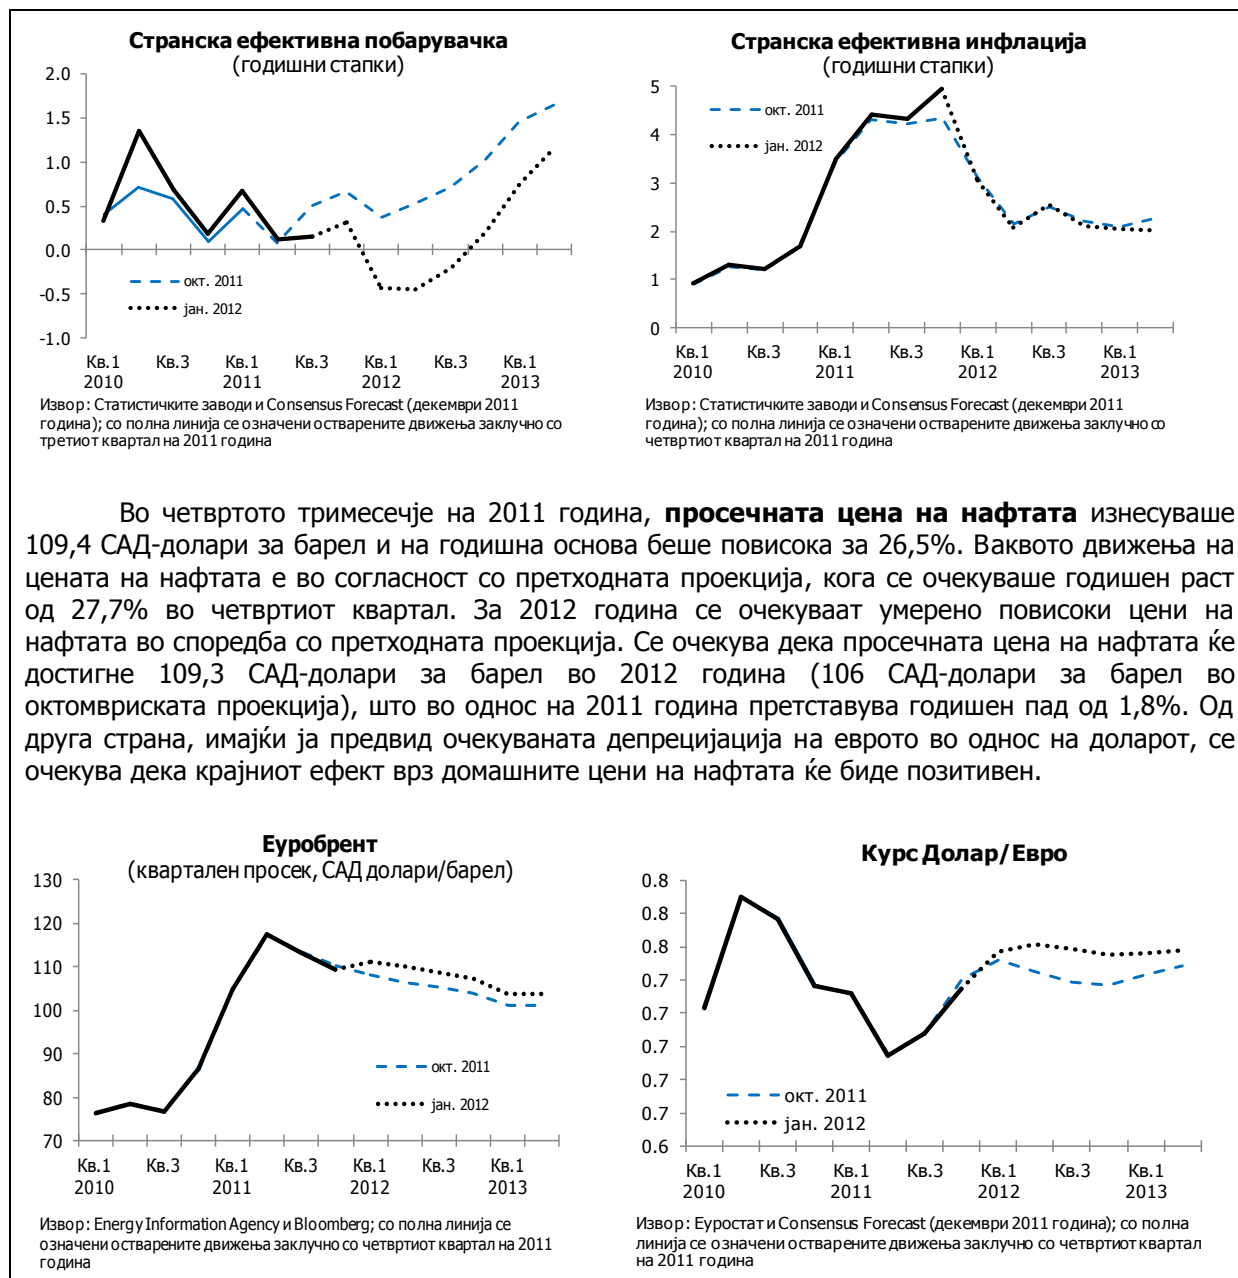 Странска ефективна побарувачка
(годишни стапки)
2.0
1.5
1.0
0.5
0.0
-0.5
-1.0
окт. 2011
јан. 2012
Кв.1 Кв.3 Кв.1 Кв.3 Кв.1 Кв.3 Кв.1
2010 2011 2012 2013
Извор: Статистичките заводи и Consensus Forecast (декември 2011
година); со полна линија се означени остварените движења заклучно со
третиот квартал на 2011 година
Странска ефективна инфлација
(годишни стапки)
5
4
3
2
1
0
окт. 2011
јан. 2012
Кв.1 Кв.3 Кв.1 Кв.3 Кв.1 Кв.3 Кв.1
2010 2011 2012 2013
Извор: Статистичките заводи и Consensus Forecast (декември 2011
година); со полна линија се означени остварените движења заклучно со
четвртиот квартал на 2011 година
Во четвртото тримесечје на 2011 година, просечната цена на нафтата изнесуваше
109,4 САД-долари за барел и на годишна основа беше повисока за 26,5%. Ваквото движења на
цената на нафтата е во согласност со претходната проекција, кога се очекуваше годишен раст
од 27,7% во четвртиот квартал. За 2012 година се очекуваат умерено повисоки цени на
нафтата во споредба со претходната проекција. Се очекува дека просечната цена на нафтата ќе
достигне 109,3 САД-долари за барел во 2012 година (106 САД-долари за барел во
октомвриската проекција), што во однос на 2011 година претставува годишен пад од 1,8%. Од
друга страна, имајќи ја предвид очекуваната депрецијација на еврото во однос на доларот, се
очекува дека крајниот ефект врз домашните цени на нафтата ќе биде позитивен.
Еуробрент
(квартален просек, САД долари/барел)
130
120
110
100
90
80
70
окт. 2011
јан. 2012
Кв.1 Кв.3 Кв.1 Кв.3 Кв.1 Кв.3 Кв.1
2010 2011 2012 2013
Извор: Energy Information Agency и Bloomberg; со полна линија се
означени остварените движења заклучно со четвртиот квартал на 2011
година
Курс Долар/Евро
0.8
0.8
0.8
0.7
0.7
0.7
0.7
0.7
0.6
окт. 2011
јан. 2012
Кв.1 Кв.3 Кв.1 Кв.3 Кв.1 Кв.3 Кв.1
2010 2011 2012 2013
Извор: Еуростат и Consensus Forecast (декември 2011 година); со полна
линија се означени остварените движења заклучно со четвртиот квартал
на 2011 година